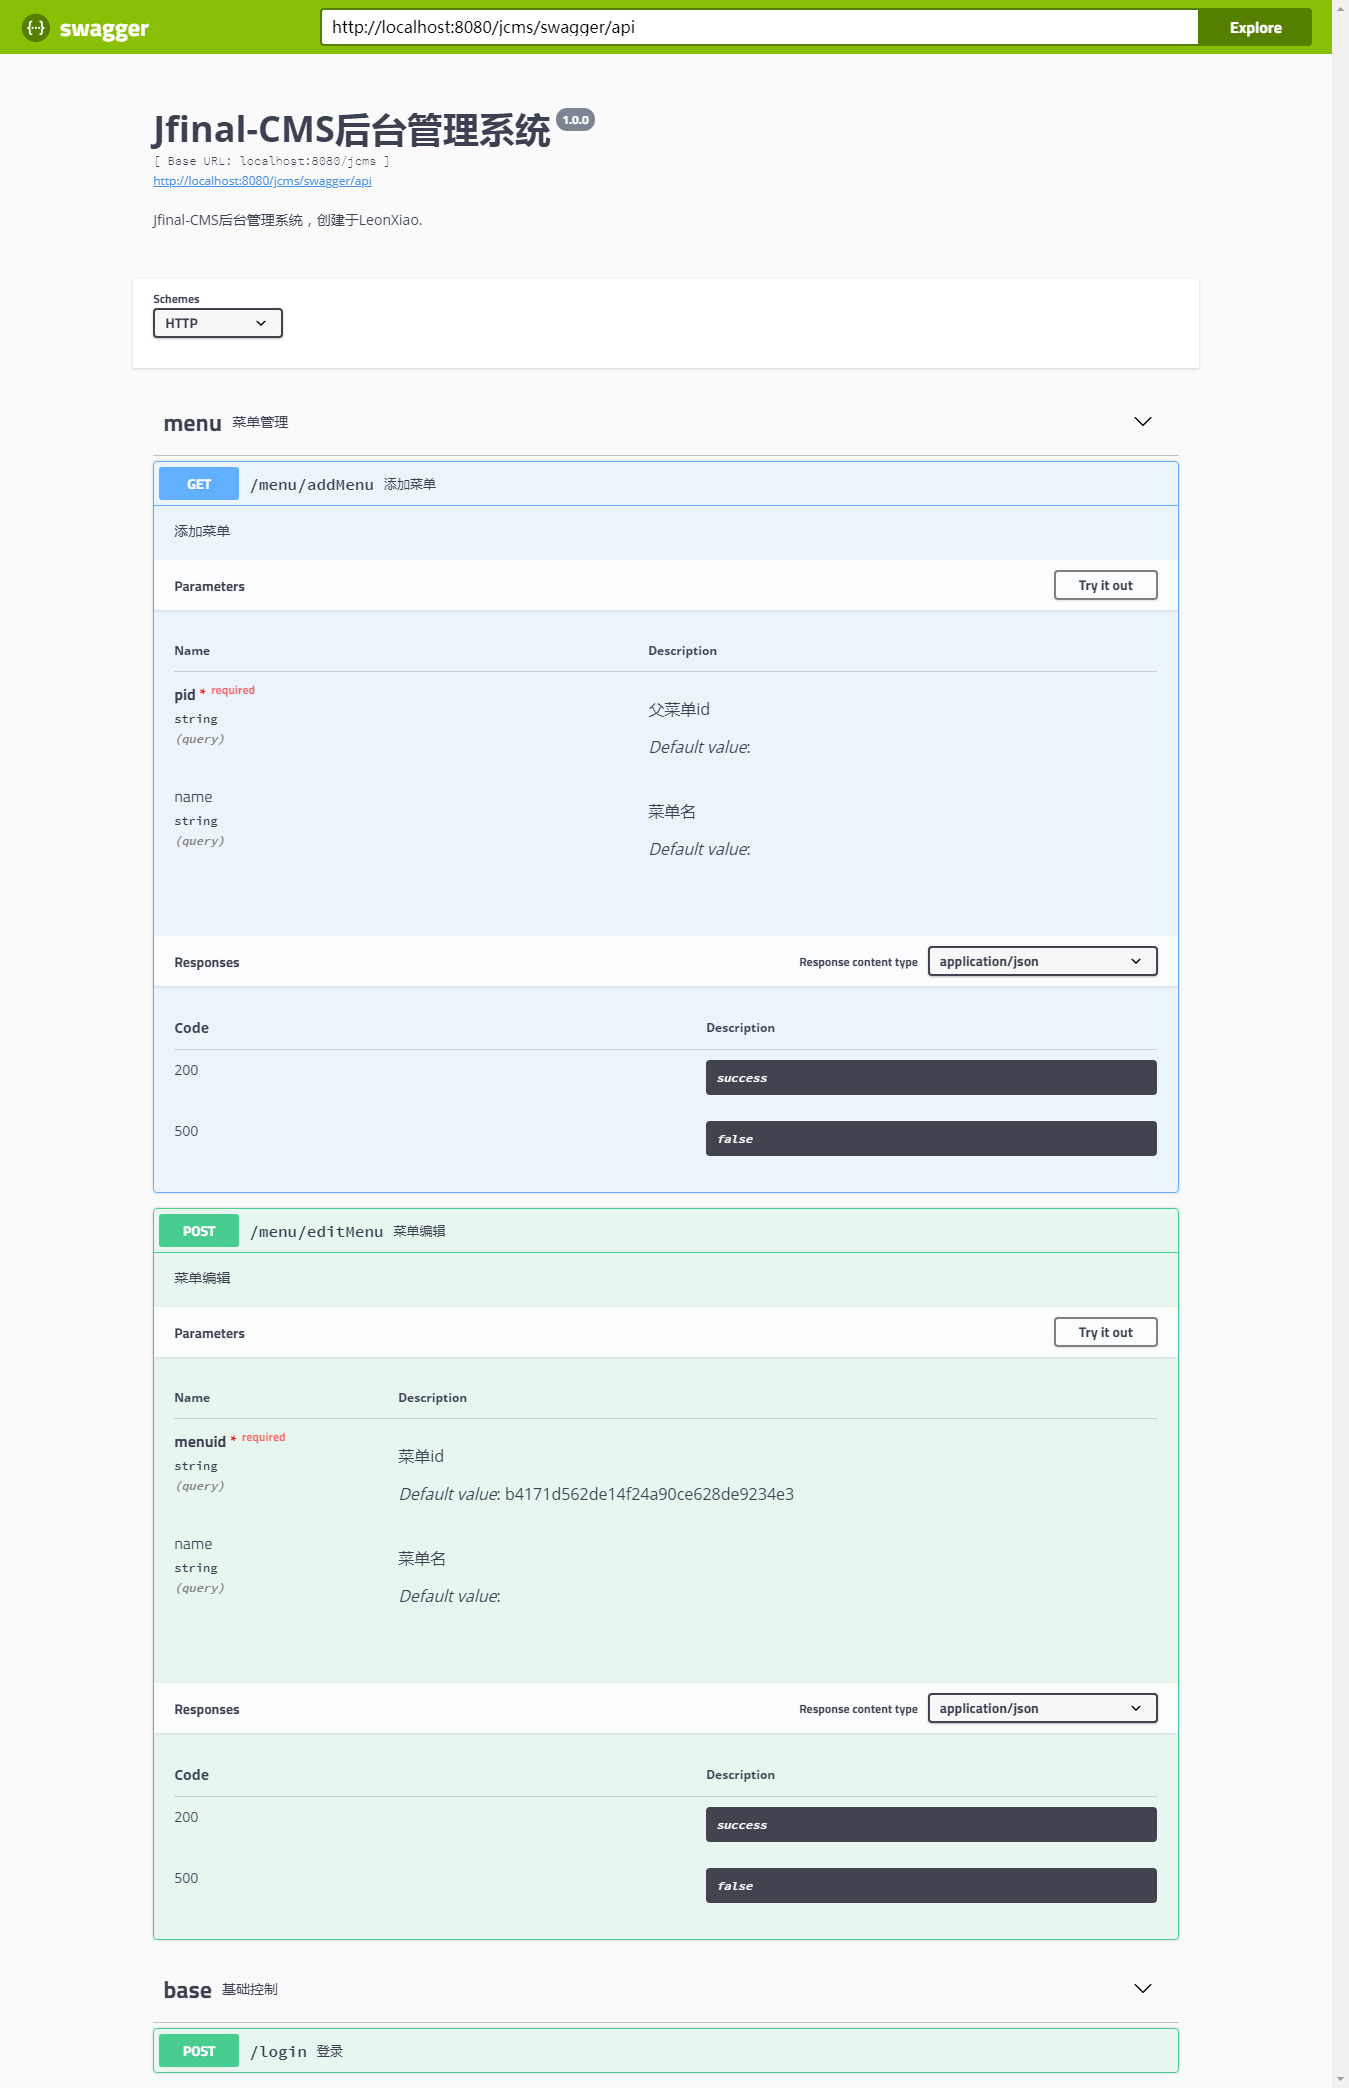 swagger
http://localhost:8080/jcms/swagger/api
Explore
Jfinal-CMS后台管理系统 1.0.0
[ Base URL: localhost:8080/jcms ]
http://localhost:8080/jcms/swagger/api
Jfinal-CMS后台管理系统，创建于LeonXiao.
Schemes
HTTP
menu 菜单管理
GET /menu/addMenu 添加菜单
添加菜单
Parameters Try it out
Name Description
pid * required
string
(query)
父菜单id
Default value:
name
string
(query)
菜单名
Default value:
Responses Response content type application/json
Code Description
200 success
500 false
POST /menu/editMenu 菜单编辑
菜单编辑
Parameters Try it out
Name Description
menuid * required
string
(query)
菜单id
Default value: b4171d562de14f24a90ce628de9234e3
name
string
(query)
菜单名
Default value:
Responses Response content type application/json
Code Description
200 success
500 false
base 基础控制
POST /login 登录